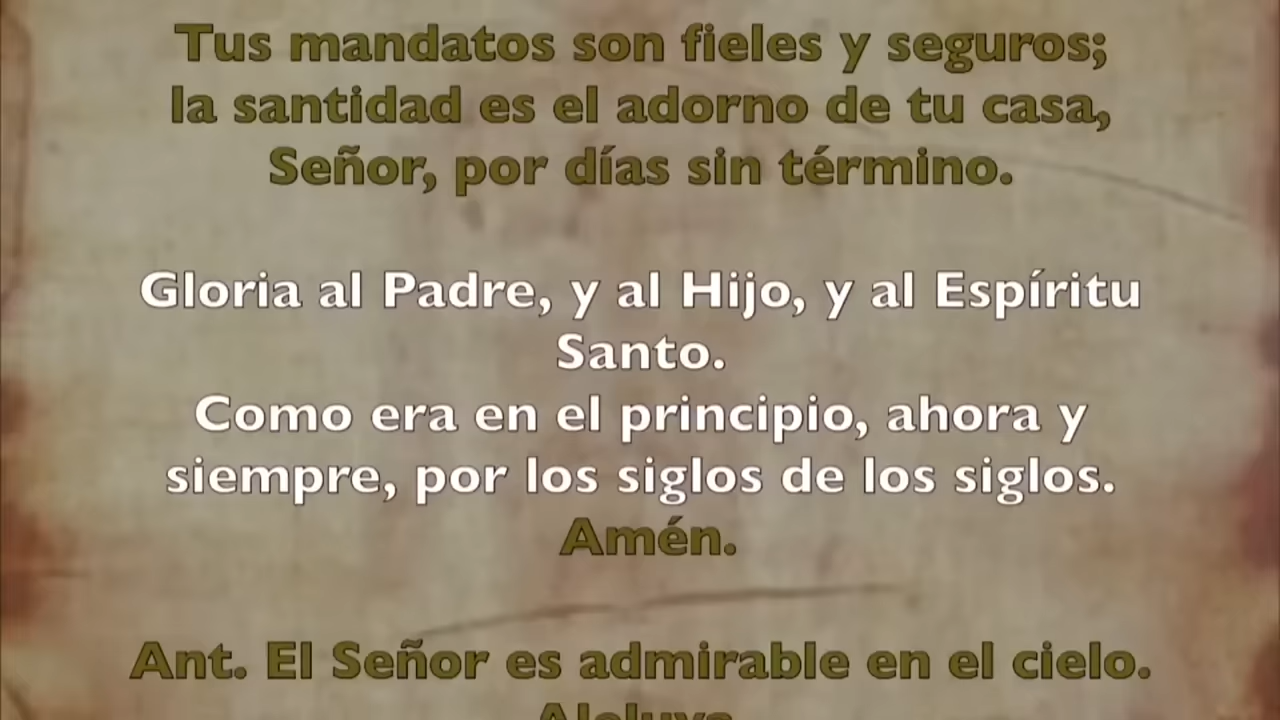 Tus mandatos son fieles y seguros;
la santidad es el adorno de tu casa,
Señor, por días sin término.
Gloria al Padre, y al Hijo, y al Espíritu
Santo.
Como era en el principio, ahora y
siempre, por los siglos de los siglos.
Amén.
Ant. El Señor es admirable en el cielo.
Aleluya.